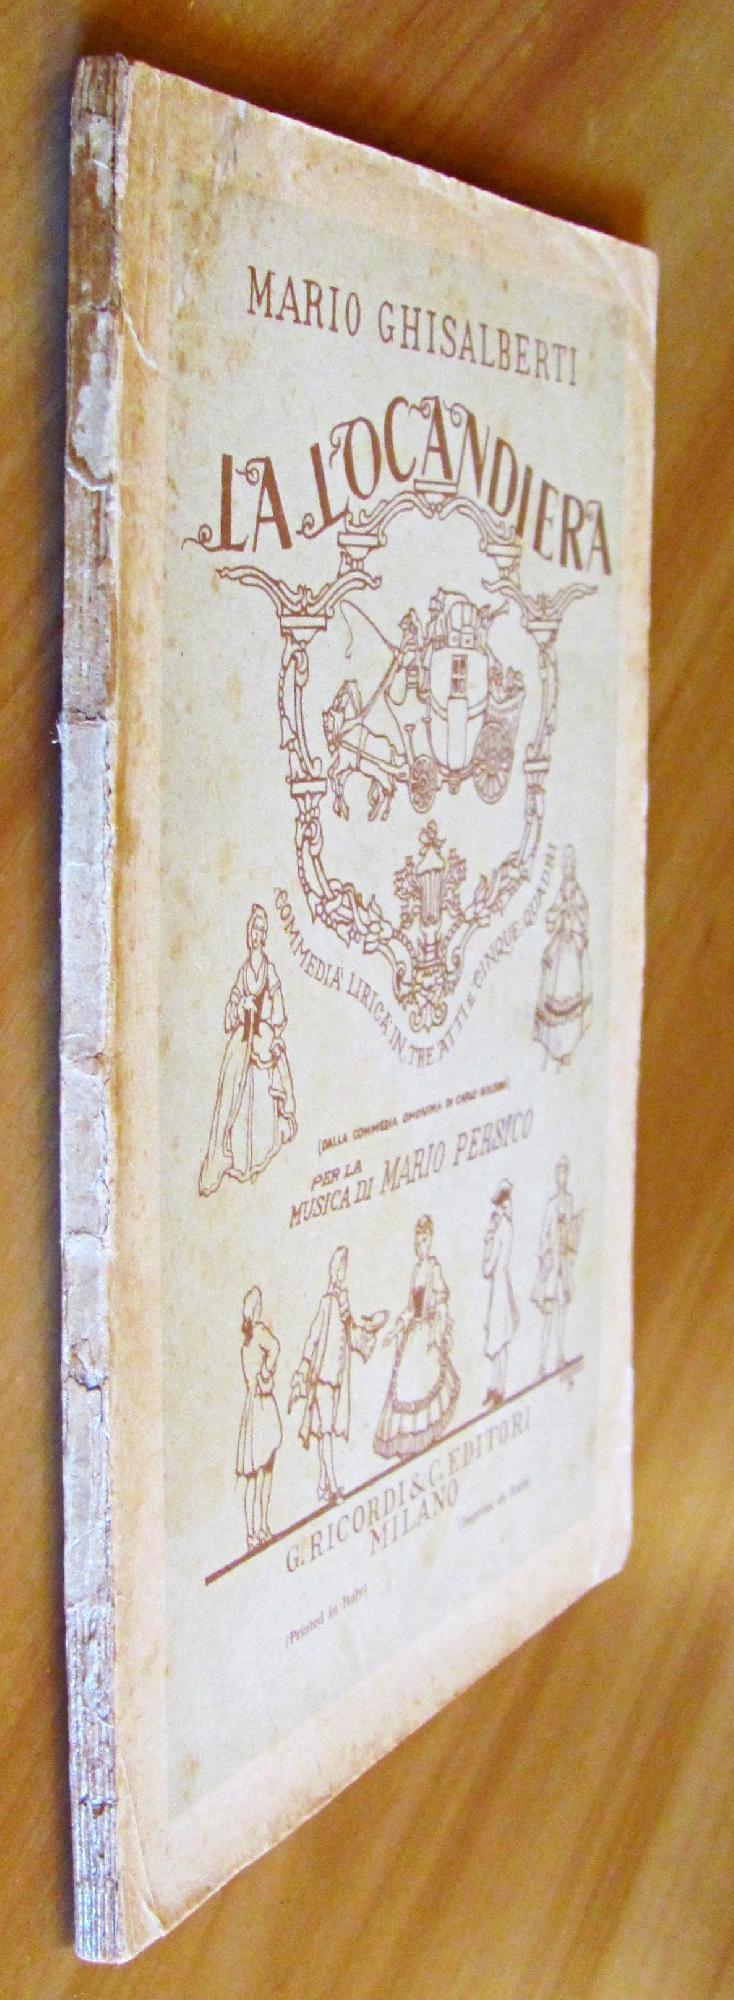 MARIO GHISALBERTI
LA LOCANDIERA
COMMEDIA LIRICA IN TRE ATTI E CINQUE QUADRI
(DALLA COMMEDIA OMONIMA DI CARLO GOLDONI)
PER LA
MUSICA DI MARIO PERSICO
G. RICORDI & C. EDITORI
MILANO
(Printed in Italy)